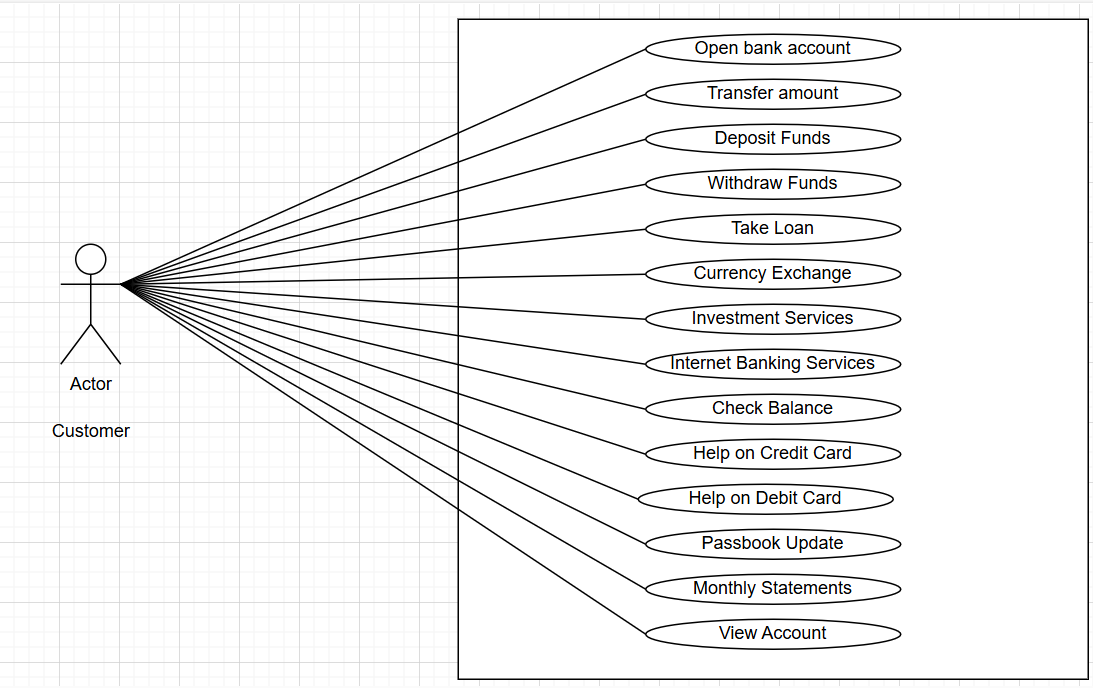 Open bank account
Transfer amount
Deposit Funds
Withdraw Funds
Take Loan
Currency Exchange
Investment Services
Internet Banking Services
Check Balance
Help on Credit Card
Help on Debit Card
Passbook Update
Monthly Statements
View Account
Actor
Customer